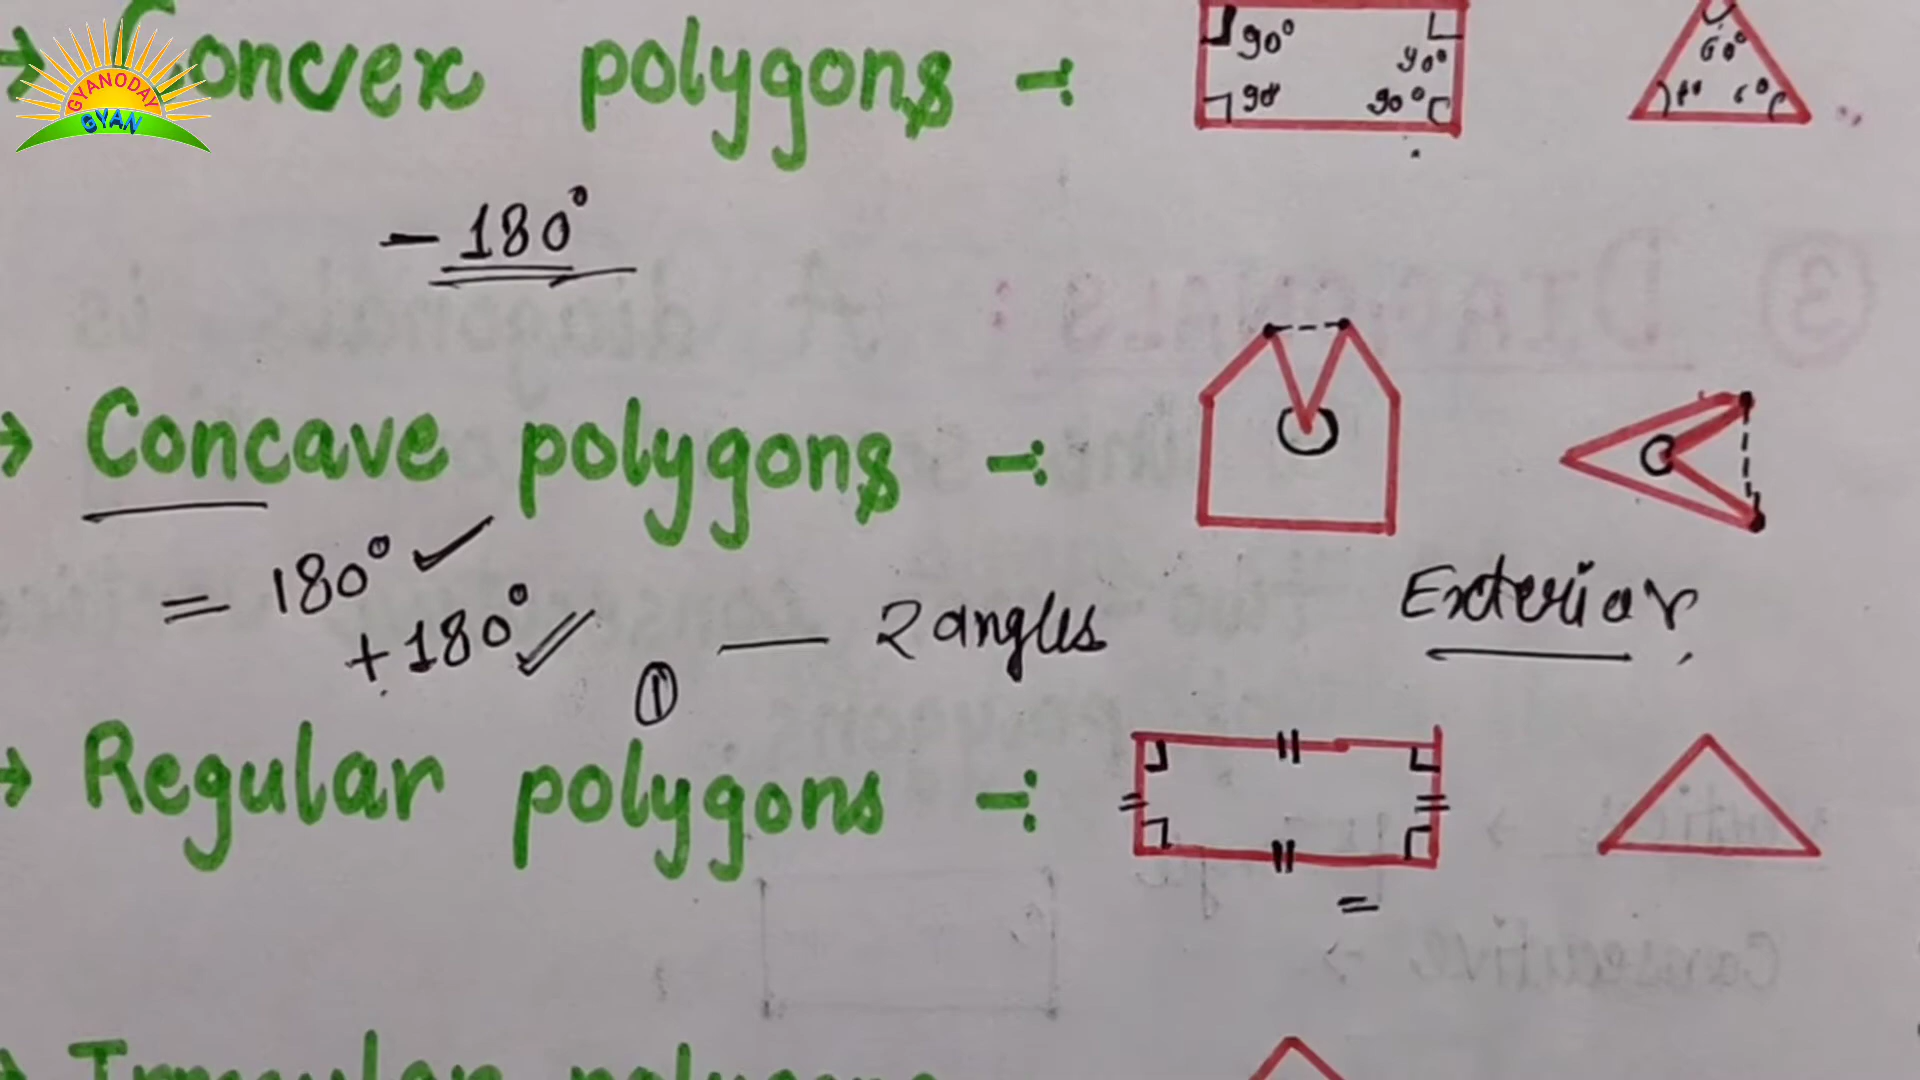 → Convex polygons -:
GYANODAY
GYAN
90° 90°
90° 90°
60°
- 180°
→ Concave polygons -:
= 180° ✓
+ 180° ✓
① — 2 angles
Exterior
→ Regular polygons -:
=